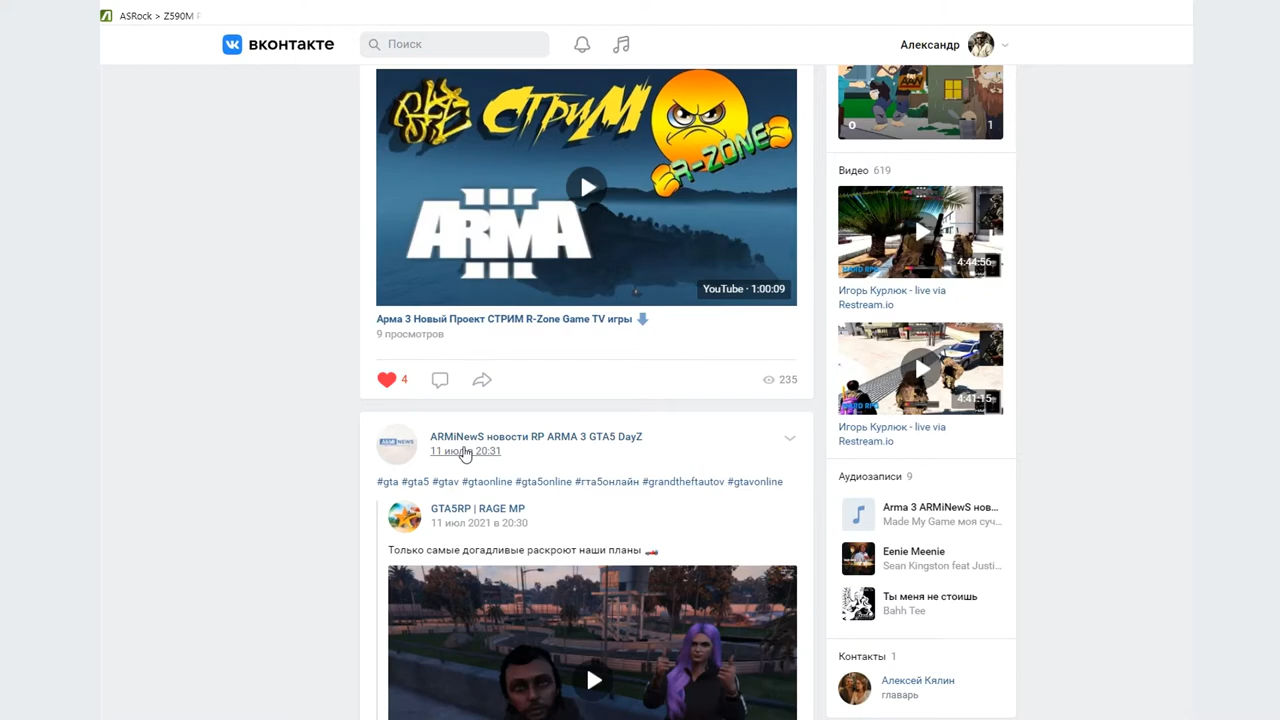 ASRock > Z590M
вконтакте
Поиск
Александр
СТРИМ
R-ZONE
ARMA
III
YouTube · 1:00:09
Арма 3 Новый Проект СТРИМ R-Zone Game TV игры
9 просмотров
4
235
ARMiNewS новости RP ARMA 3 GTA5 DayZ
11 июля 20:31
#gta #gta5 #gtav #gtaonline #gta5online #гта5онлайн #grandtheftautov #gtavonline
GTA5RP | RAGE MP
11 июл 2021 в 20:30
Только самые догадливые раскроют наши планы
0
1
Видео 619
4:44:56
Игорь Курлюк - live via
Restream.io
4:41:15
Игорь Курлюк - live via
Restream.io
Аудиозаписи 9
Arma 3 ARMiNewS нов...
Made My Game моя суч...
Eenie Meenie
Sean Kingston feat Justi...
Ты меня не стоишь
Bahh Tee
Контакты 1
Алексей Кялин
главарь